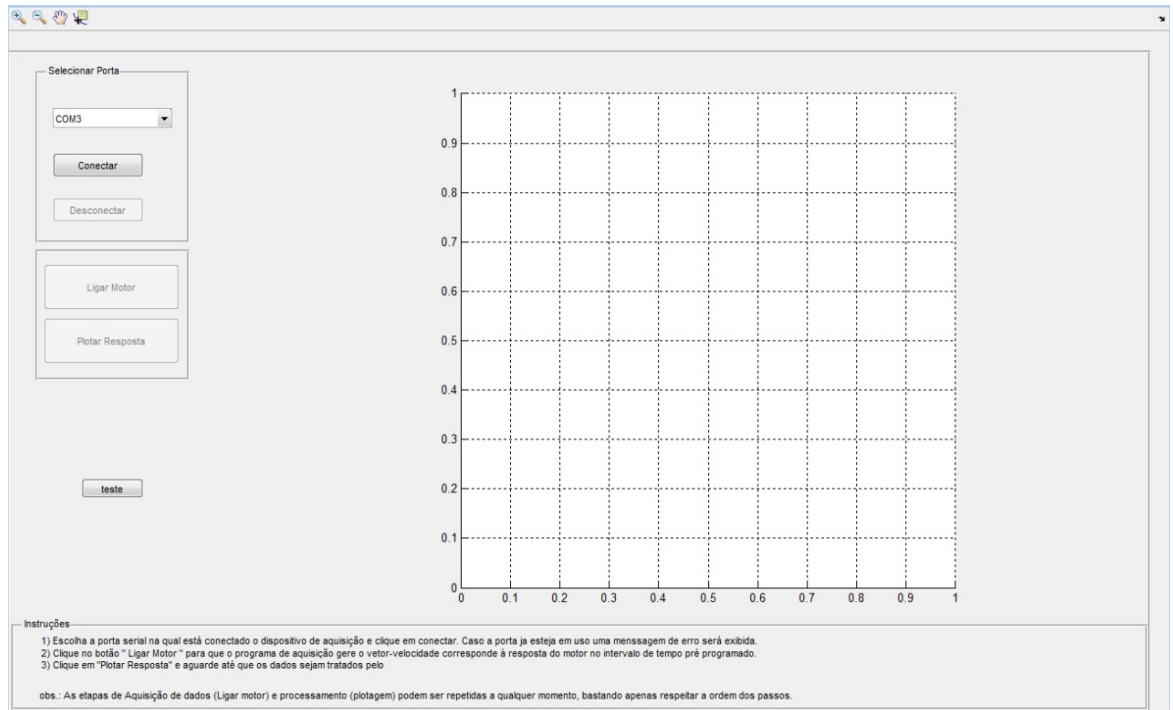 Selecionar Porta
COM3
Conectar
Desconectar
Ligar Motor
Plotar Resposta
teste
1
0.9
0.8
0.7
0.6
0.5
0.4
0.3
0.2
0.1
0
0 0.1 0.2 0.3 0.4 0.5 0.6 0.7 0.8 0.9 1
Instruções
1) Escolha a porta serial na qual está conectado o dispositivo de aquisição e clique em conectar. Caso a porta ja esteja em uso uma menssagem de erro será exibida.
2) Clique no botão " Ligar Motor " para que o programa de aquisição gere o vetor-velocidade corresponde à resposta do motor no intervalo de tempo pré programado.
3) Clique em "Plotar Resposta" e aguarde até que os dados sejam tratados pelo
obs.: As etapas de Aquisição de dados (Ligar motor) e processamento (plotagem) podem ser repetidas a qualquer momento, bastando apenas respeitar a ordem dos passos.